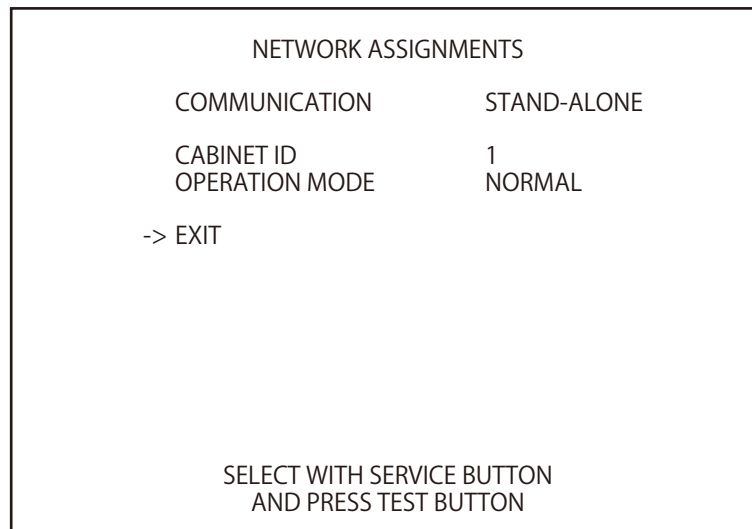 NETWORK ASSIGNMENTS
COMMUNICATION STAND-ALONE
CABINET ID 1
OPERATION MODE NORMAL
-> EXIT
SELECT WITH SERVICE BUTTON
AND PRESS TEST BUTTON